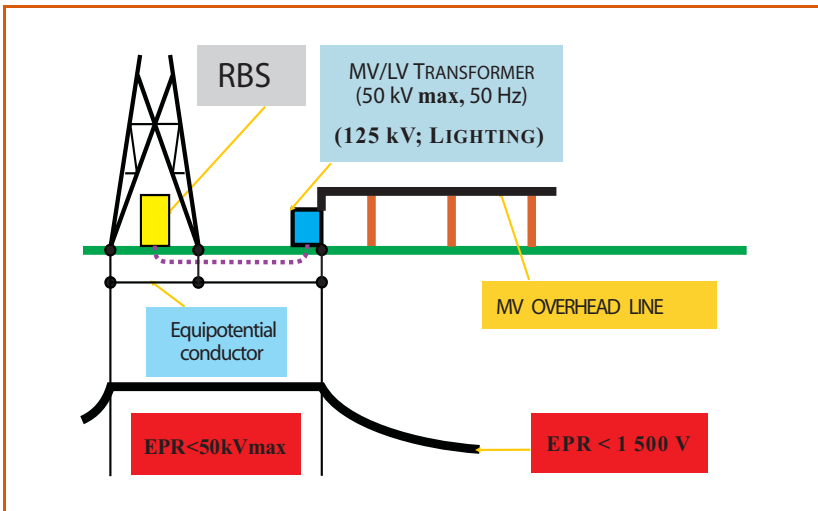 RBS
MV/LV TRANSFORMER
(50 kV max, 50 Hz)
(125 kV; LIGHTING)
MV OVERHEAD LINE
Equipotential
conductor
EPR<50kVmax
EPR < 1 500 V